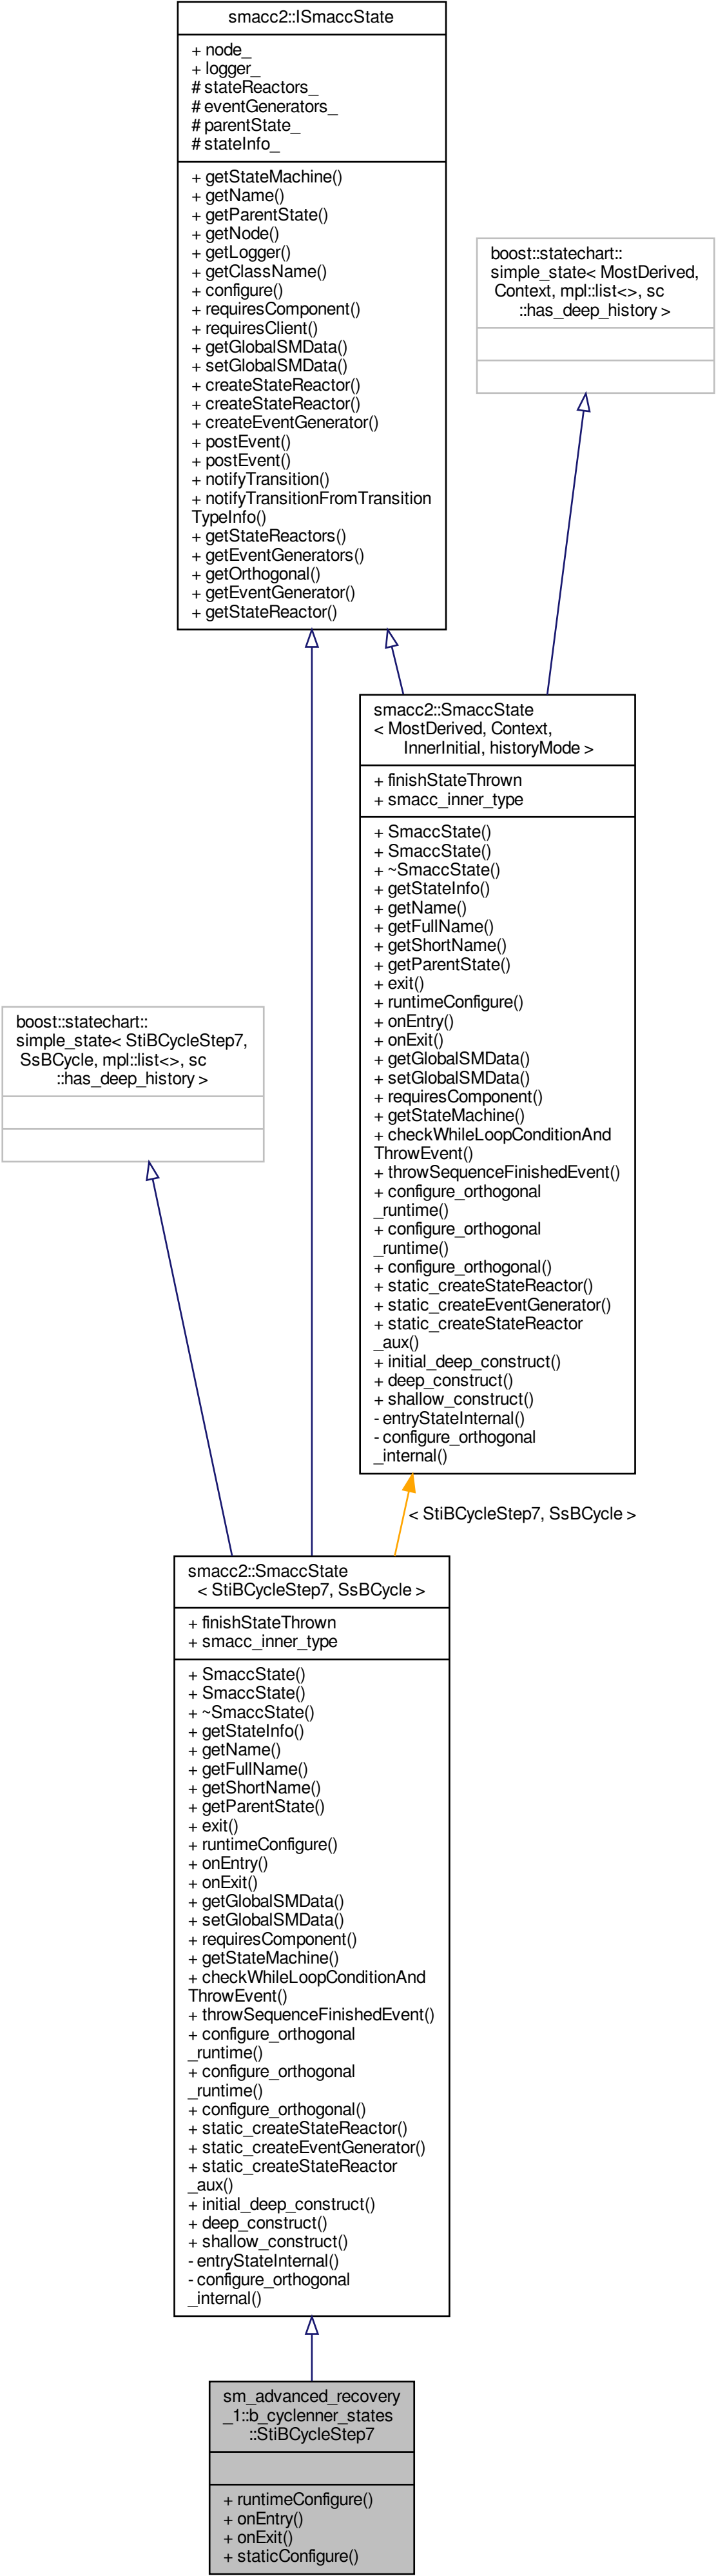 smacc2::ISmaccState
+ node_
+ logger_
# stateReactors_
# eventGenerators_
# parentState_
# stateInfo_
+ getStateMachine()
+ getName()
+ getParentState()
+ getNode()
+ getLogger()
+ getClassName()
+ configure()
+ requiresComponent()
+ requiresClient()
+ getGlobalSMData()
+ setGlobalSMData()
+ createStateReactor()
+ createStateReactor()
+ createEventGenerator()
+ postEvent()
+ postEvent()
+ notifyTransition()
+ notifyTransitionFromTransition
TypeInfo()
+ getStateReactors()
+ getEventGenerators()
+ getOrthogonal()
+ getEventGenerator()
+ getStateReactor()
boost::statechart::
simple_state< MostDerived,
Context, mpl::list<>, sc
::has_deep_history >
smacc2::SmaccState
< MostDerived, Context,
InnerInitial, historyMode >
+ finishStateThrown
+ smacc_inner_type
+ SmaccState()
+ SmaccState()
+ ~SmaccState()
+ getStateInfo()
+ getName()
+ getFullName()
+ getShortName()
+ getParentState()
+ exit()
+ runtimeConfigure()
+ onEntry()
+ onExit()
+ getGlobalSMData()
+ setGlobalSMData()
+ requiresComponent()
+ getStateMachine()
+ checkWhileLoopConditionAnd
ThrowEvent()
+ throwSequenceFinishedEvent()
+ configure_orthogonal
_runtime()
+ configure_orthogonal
_runtime()
+ configure_orthogonal()
+ static_createStateReactor()
+ static_createEventGenerator()
+ static_createStateReactor
_aux()
+ initial_deep_construct()
+ deep_construct()
+ shallow_construct()
- entryStateInternal()
- configure_orthogonal
_internal()
boost::statechart::
simple_state< StiBCycleStep7,
SsBCycle, mpl::list<>, sc
::has_deep_history >
< StiBCycleStep7, SsBCycle >
smacc2::SmaccState
< StiBCycleStep7, SsBCycle >
+ finishStateThrown
+ smacc_inner_type
+ SmaccState()
+ SmaccState()
+ ~SmaccState()
+ getStateInfo()
+ getName()
+ getFullName()
+ getShortName()
+ getParentState()
+ exit()
+ runtimeConfigure()
+ onEntry()
+ onExit()
+ getGlobalSMData()
+ setGlobalSMData()
+ requiresComponent()
+ getStateMachine()
+ checkWhileLoopConditionAnd
ThrowEvent()
+ throwSequenceFinishedEvent()
+ configure_orthogonal
_runtime()
+ configure_orthogonal
_runtime()
+ configure_orthogonal()
+ static_createStateReactor()
+ static_createEventGenerator()
+ static_createStateReactor
_aux()
+ initial_deep_construct()
+ deep_construct()
+ shallow_construct()
- entryStateInternal()
- configure_orthogonal
_internal()
sm_advanced_recovery
_1::b_cyclenner_states
::StiBCycleStep7
+ runtimeConfigure()
+ onEntry()
+ onExit()
+ staticConfigure()